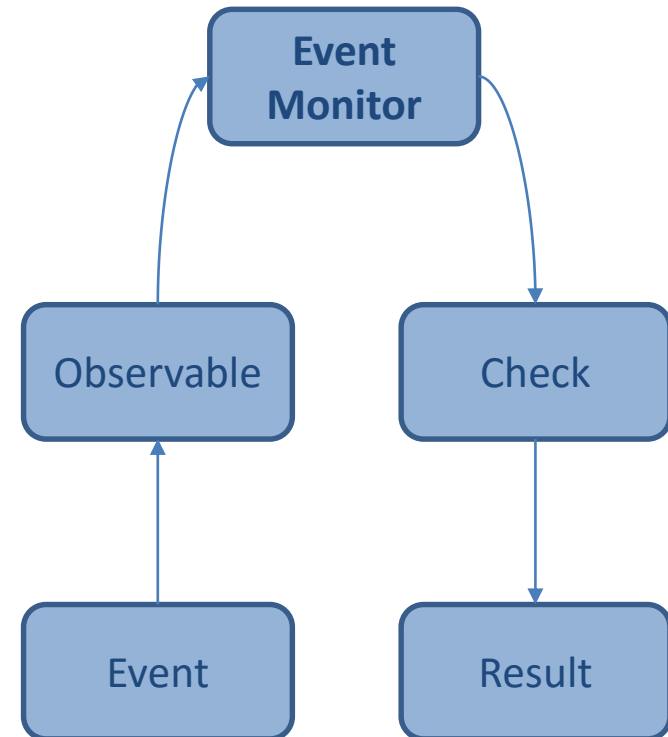 Event
Monitor
Observable
Check
Event
Result